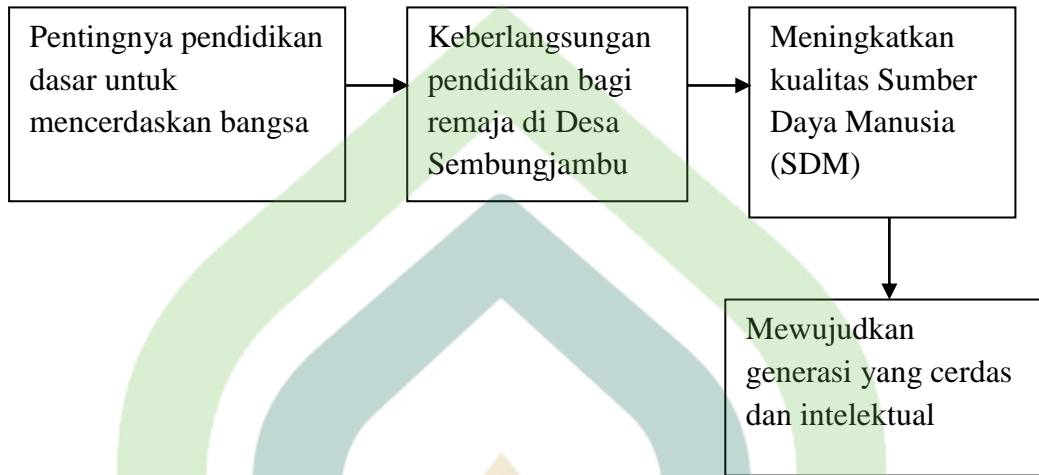 Pentingnya pendidikan
dasar untuk
mencerdaskan bangsa
Keberlangsungan
pendidikan bagi
remaja di Desa
Sembungjambu
Meningkatkan
kualitas Sumber
Daya Manusia
(SDM)
Mewujudkan
generasi yang cerdas
dan intelektual